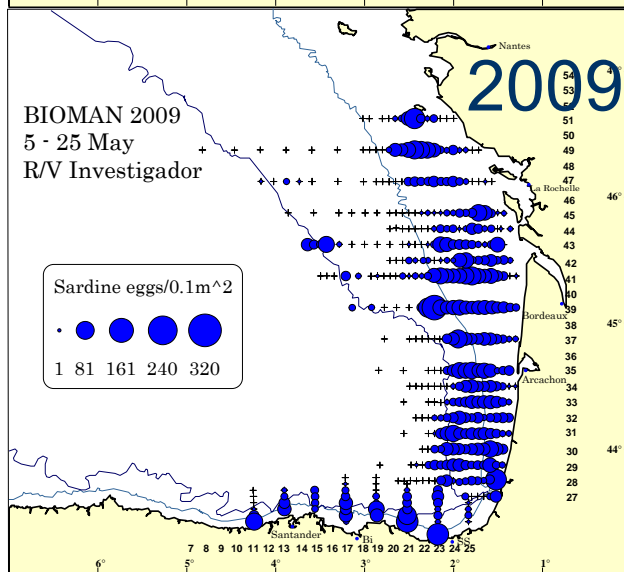 Nantes
2009
BIOMAN 2009
5 - 25 May
R/V Investigador
54
53
51
50
49
48
47
La Rochelle
46
46°
45
44
43
42
41
40
39
Bordeaux
38
45°
37
36
35
Arcachon
34
33
32
31
30
44°
29
28
27
Sardine eggs/0.1m^2
1 81 161 240 320
Santander
Bi
SS
7 8 9 10 11 12 13 14 15 16 17 18 19 20 21 22 23 24 25
6° 5° 4° 3° 2° 1°